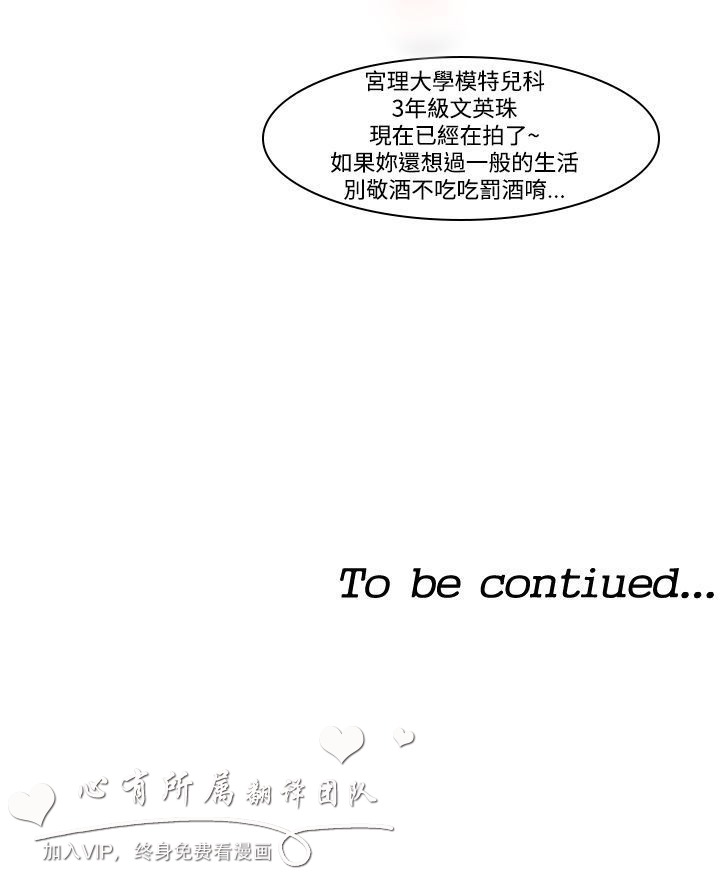 宮理大學模特兒科
3年級文英珠
現在已經在拍了~
如果妳還想過一般的生活
別敬酒不吃吃罰酒唷...
To be contiued...
心有所属翻译团队
加入VIP，终身免费看漫画